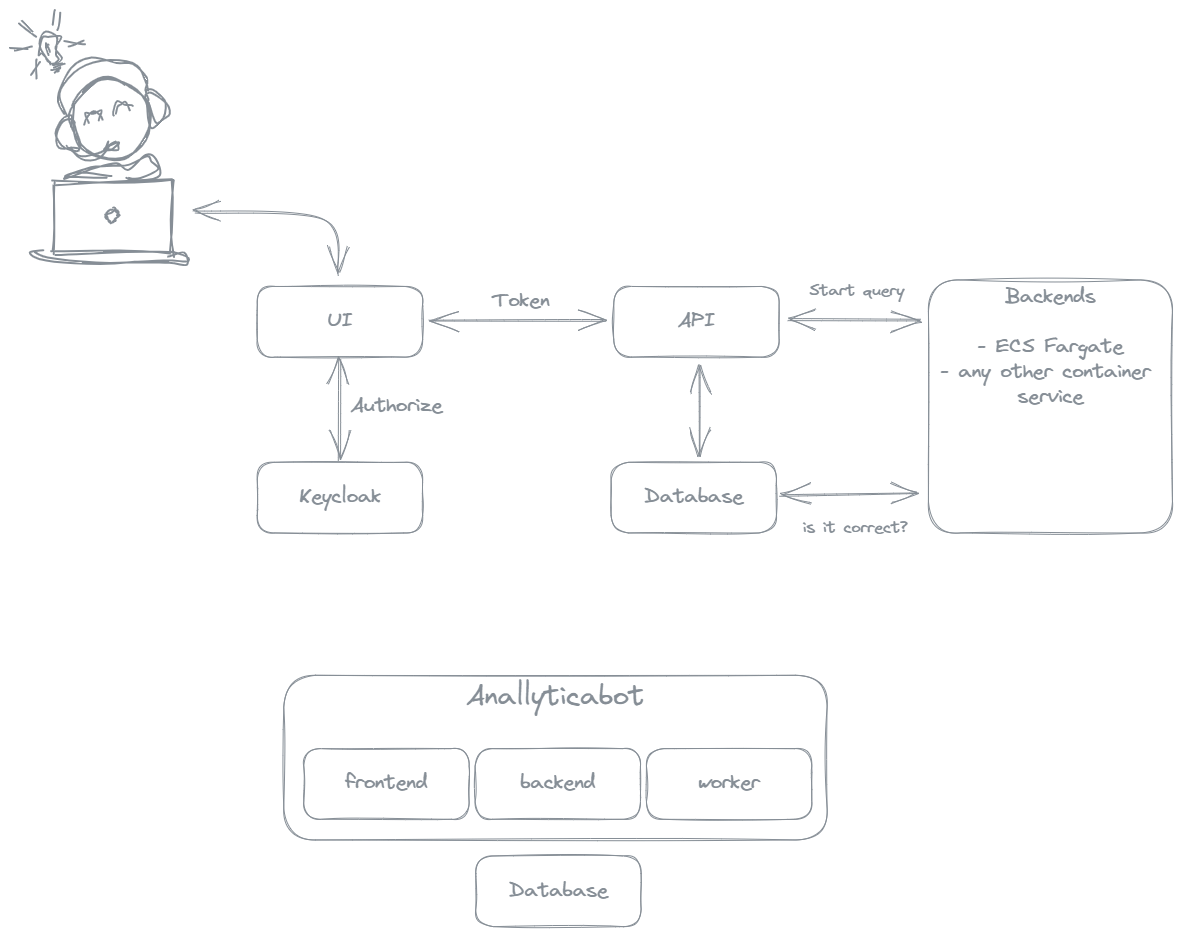 Token
Start query
Backends
UI
API
- ECS Fargate
- any other container
service
Authorize
Keycloak
Database
is it correct?
Anallyticabot
frontend
backend
worker
Database